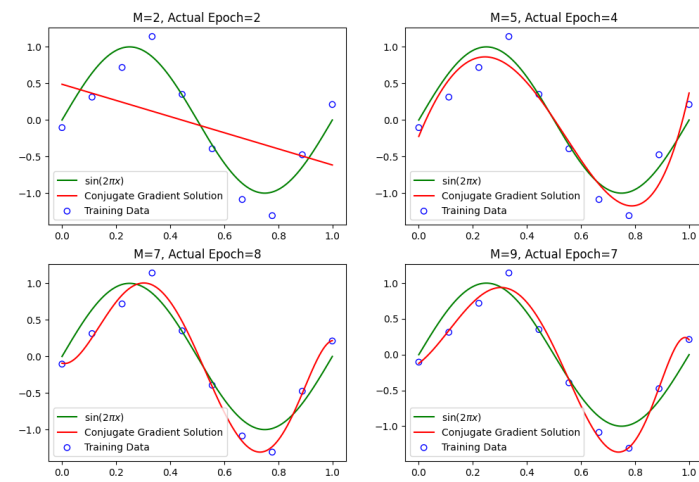 M=2, Actual Epoch=2
1.0
0.5
0.0
−0.5
−1.0
sin(2πx)
Conjugate Gradient Solution
Training Data
0.0 0.2 0.4 0.6 0.8 1.0
M=5, Actual Epoch=4
1.0
0.5
0.0
−0.5
−1.0
sin(2πx)
Conjugate Gradient Solution
Training Data
0.0 0.2 0.4 0.6 0.8 1.0
M=7, Actual Epoch=8
1.0
0.5
0.0
−0.5
−1.0
sin(2πx)
Conjugate Gradient Solution
Training Data
0.0 0.2 0.4 0.6 0.8 1.0
M=9, Actual Epoch=7
1.0
0.5
0.0
−0.5
−1.0
sin(2πx)
Conjugate Gradient Solution
Training Data
0.0 0.2 0.4 0.6 0.8 1.0